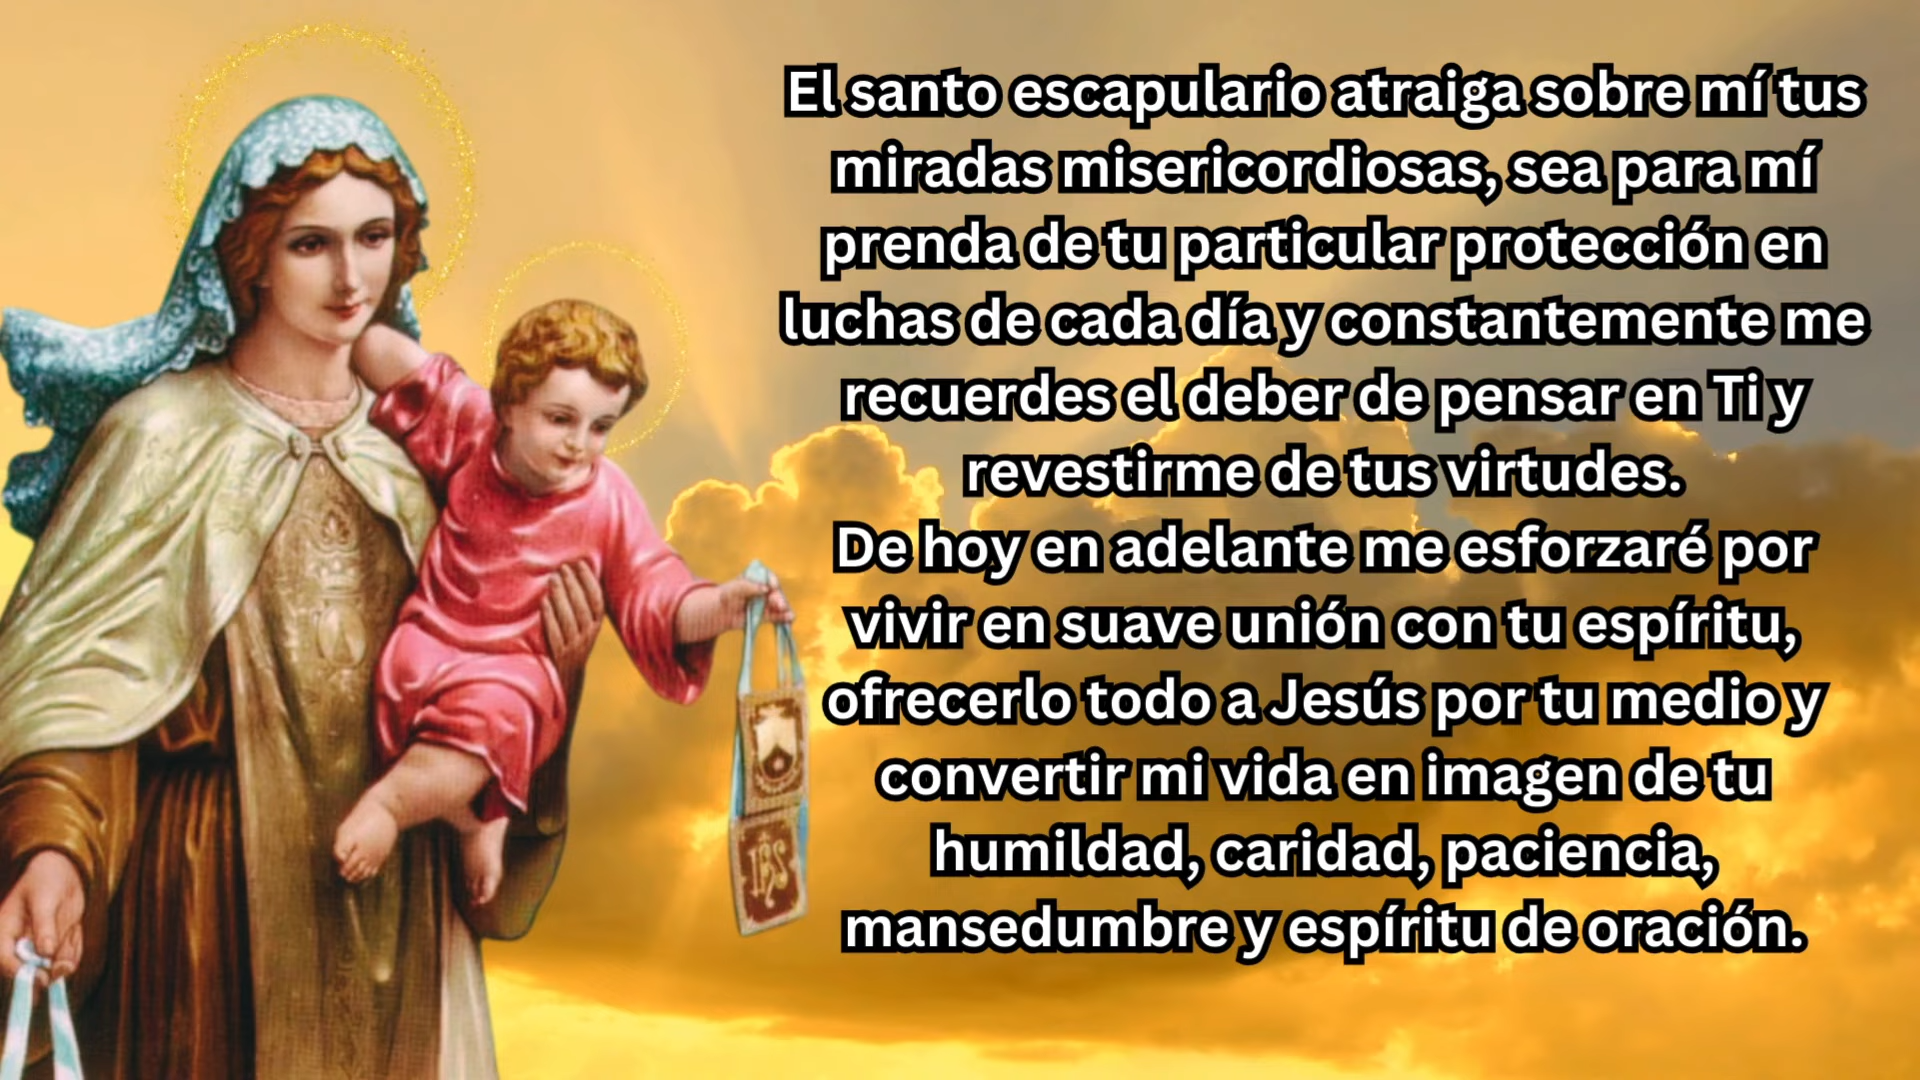 El santo escapulario atraiga sobre mí tus
miradas misericordiosas, sea para mí
prenda de tu particular protección en
luchas de cada día y constantemente me
recuerdes el deber de pensar en Ti y
revestirme de tus virtudes.
De hoy en adelante me esforzaré por
vivir en suave unión con tu espíritu,
ofrecerlo todo a Jesús por tu medio y
convertir mi vida en imagen de tu
humildad, caridad, paciencia,
mansedumbre y espíritu de oración.
IHS